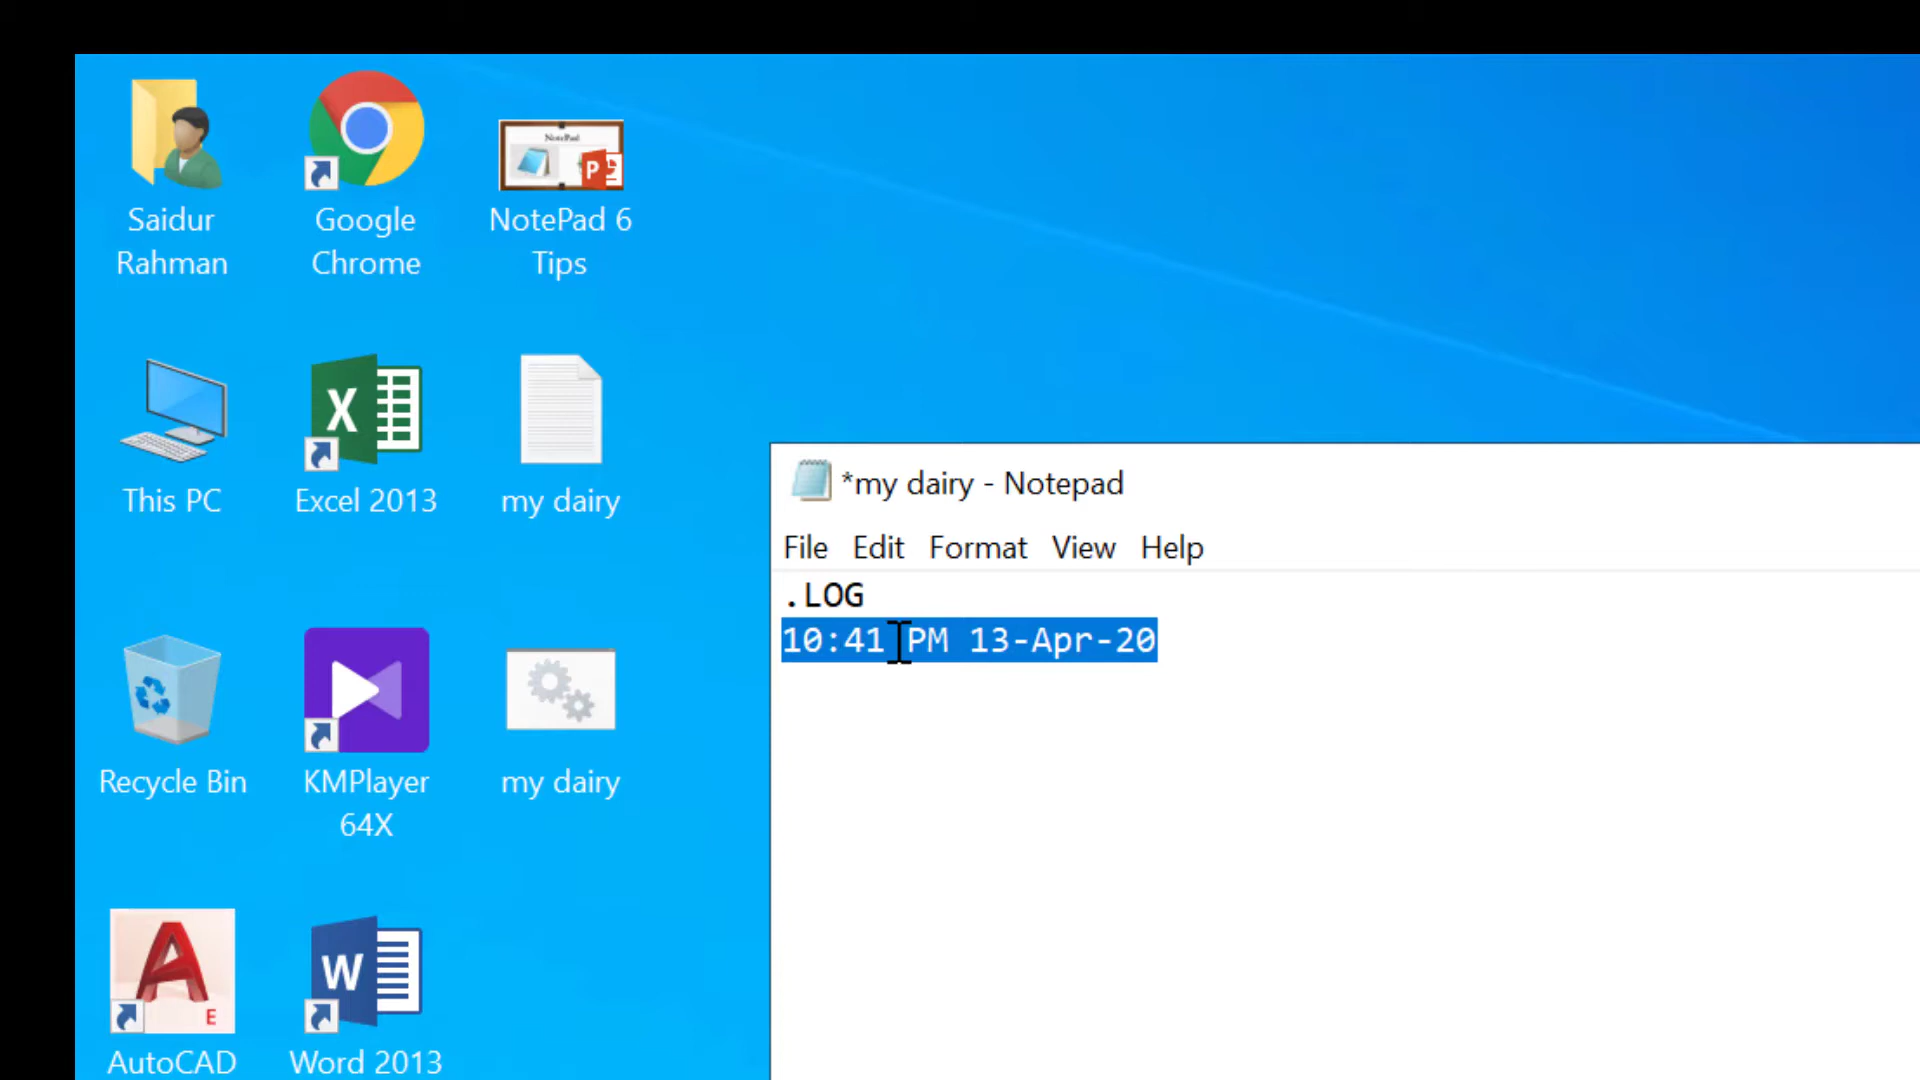 Saidur
Rahman
Google
Chrome
NotePad
NotePad 6
Tips
This PC
Excel 2013
my dairy
Recycle Bin
KMPlayer
64X
my dairy
AutoCAD
Word 2013
*my dairy - Notepad
File Edit Format View Help
.LOG
10:41 PM 13-Apr-20